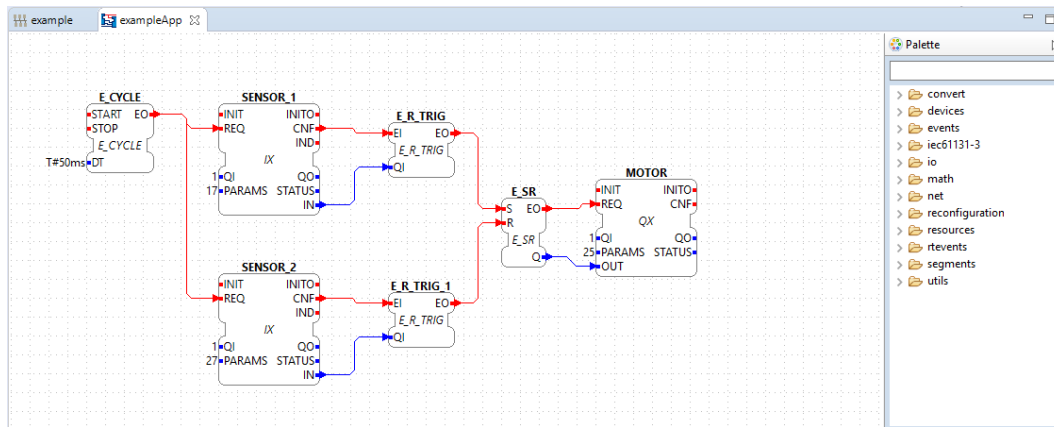 example
exampleApp
Palette
convert
devices
events
iec61131-3
io
math
net
reconfiguration
resources
rtevents
segments
utils
E_CYCLE
START EO
STOP
E_CYCLE
T#50ms DT
SENSOR_1
INIT INITO
REQ CNF
IND
IX
1 QI QO
17 PARAMS STATUS
IN
E_R_TRIG
EI EO
E_R_TRIG
QI
E_SR
S EO
R
E_SR
Q
MOTOR
INIT INITO
REQ CNF
QX
1 QI QO
25 PARAMS STATUS
OUT
SENSOR_2
INIT INITO
REQ CNF
IND
IX
1 QI QO
27 PARAMS STATUS
IN
E_R_TRIG_1
EI EO
E_R_TRIG
QI